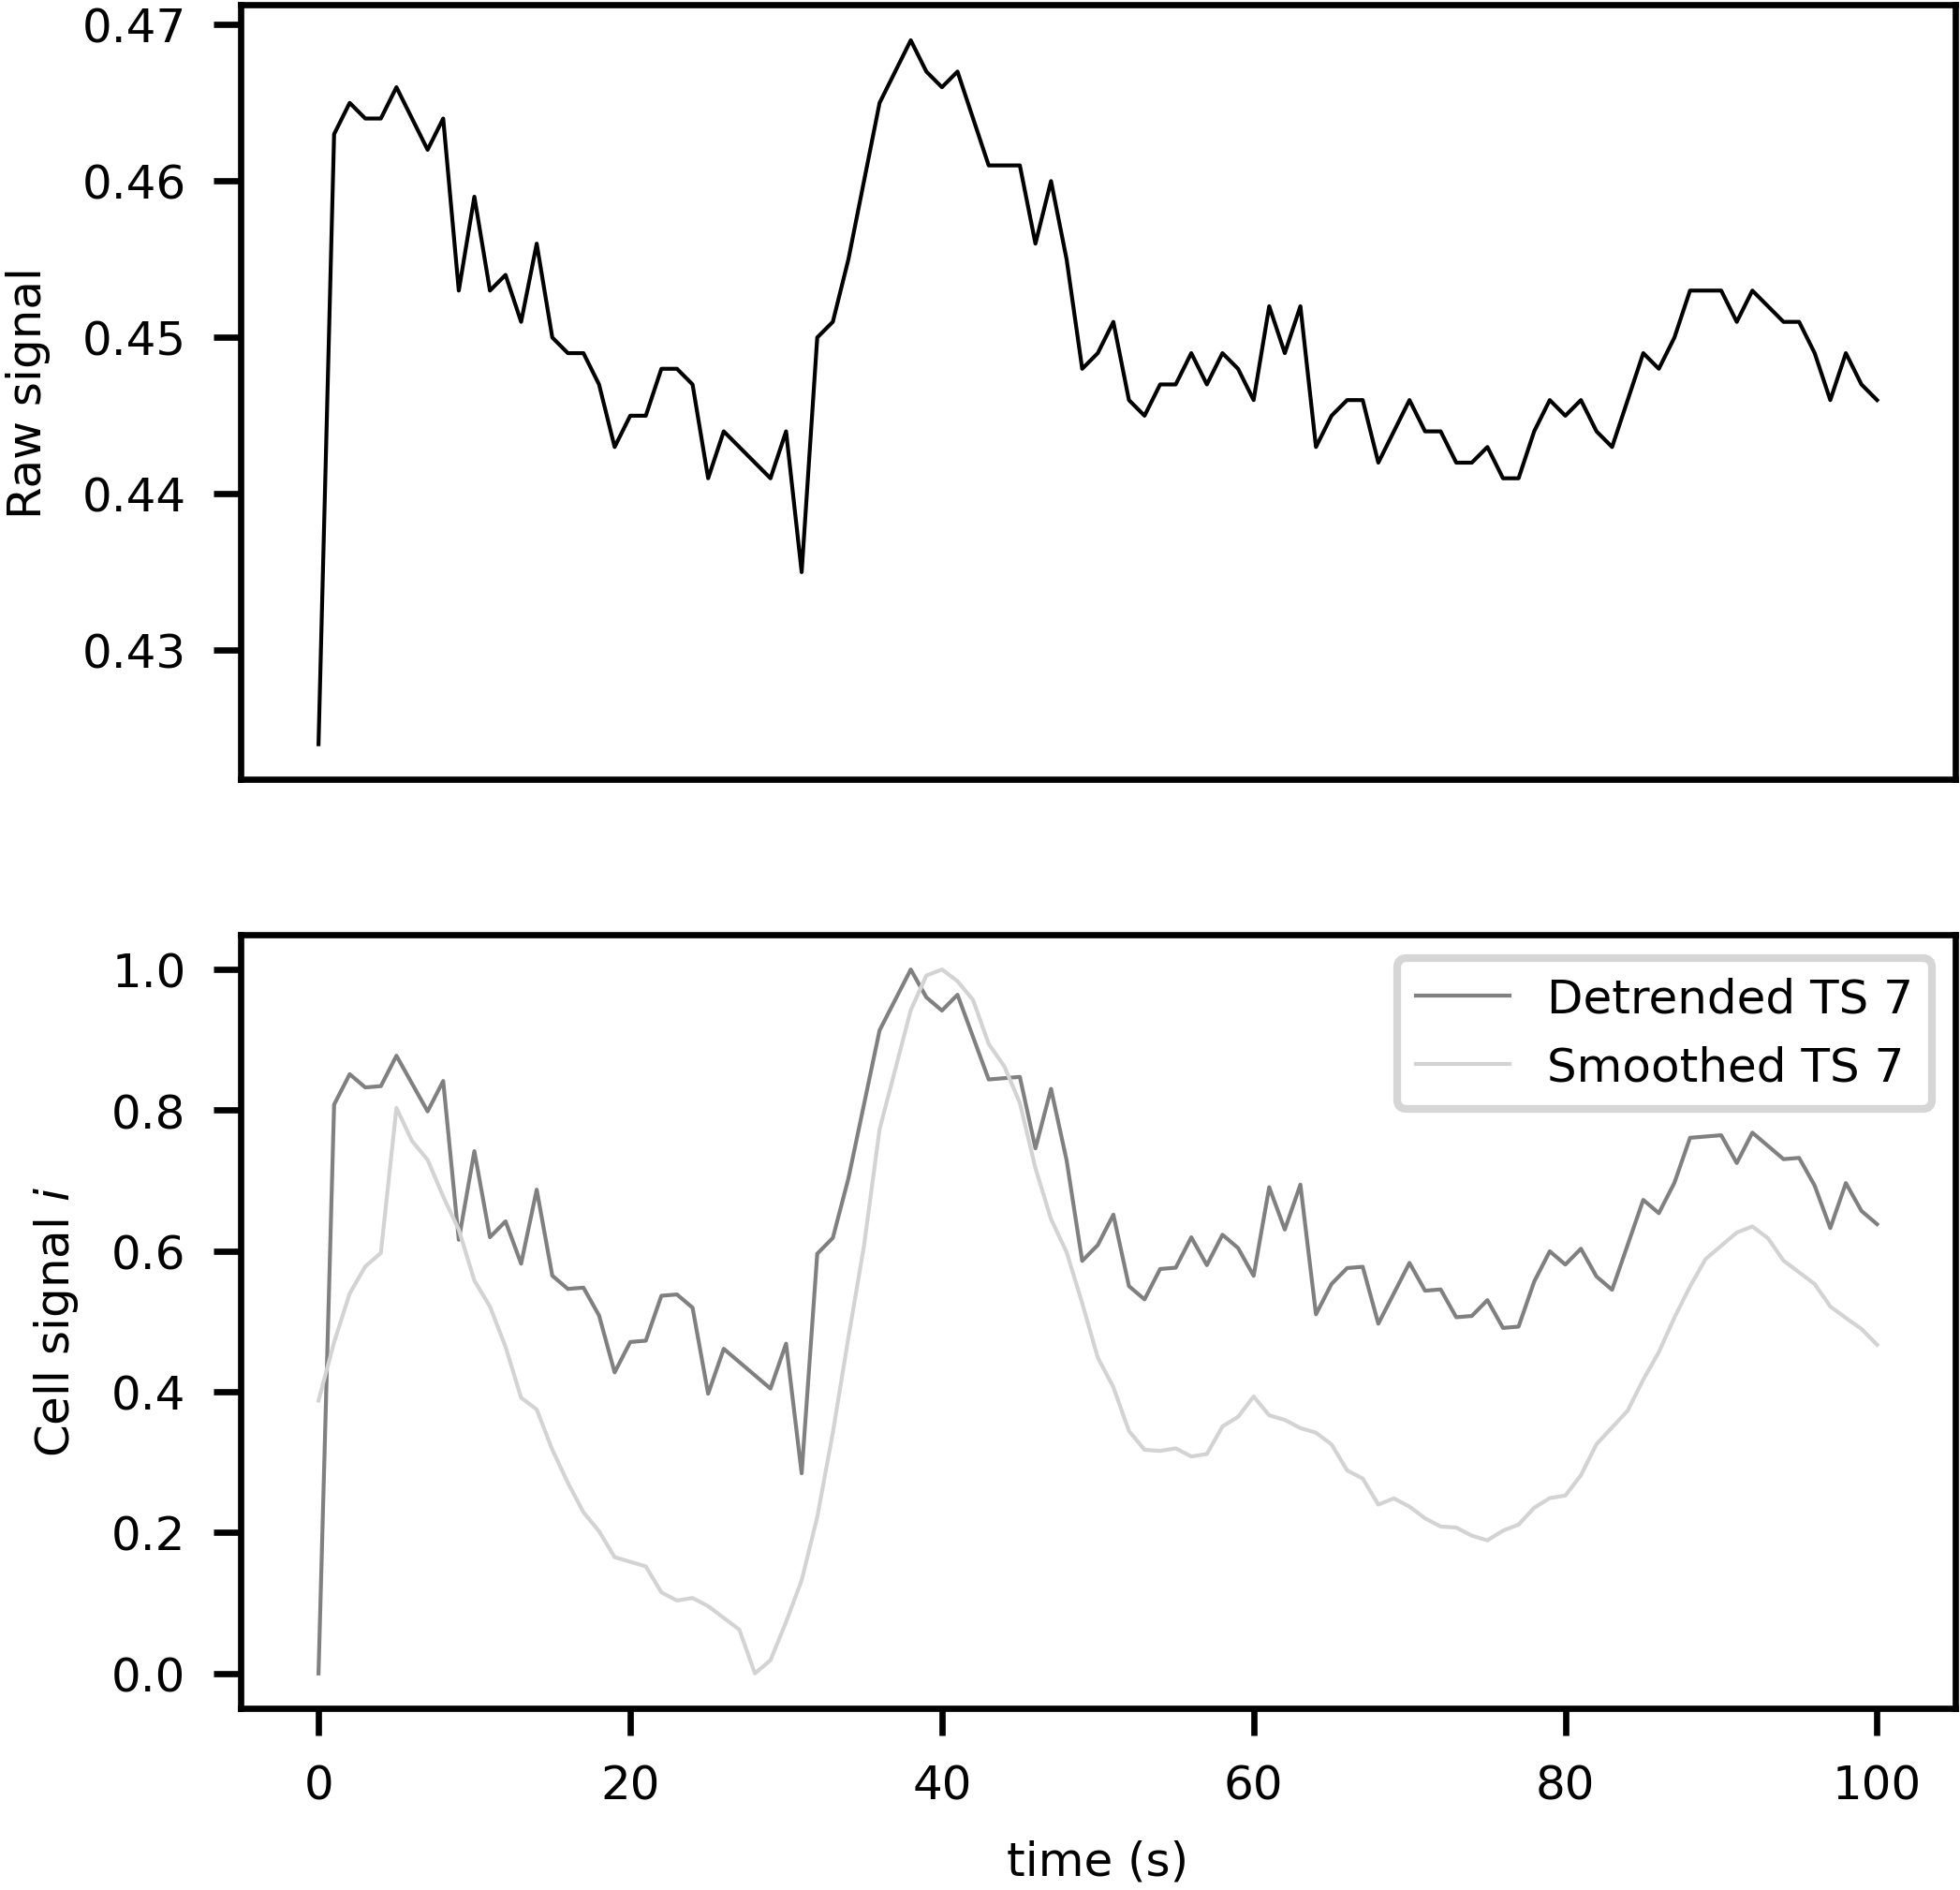 Raw signal
0.47
0.46
0.45
0.44
0.43
Cell signal i
1.0
0.8
0.6
0.4
0.2
0.0
Detrended TS 7
Smoothed TS 7
0 20 40 60 80 100
time (s)